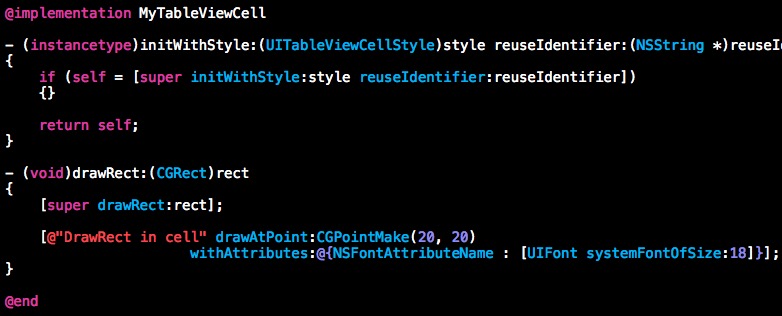 @implementation MyTableViewCell
- (instancetype)initWithStyle:(UITableViewCellStyle)style reuseIdentifier:(NSString *)reuseId
{
if (self = [super initWithStyle:style reuseIdentifier:reuseIdentifier])
{}
return self;
}
- (void)drawRect:(CGRect)rect
{
[super drawRect:rect];
[@"DrawRect in cell" drawAtPoint:CGPointMake(20, 20)
withAttributes:@{NSFontAttributeName : [UIFont systemFontOfSize:18]}];
}
@end